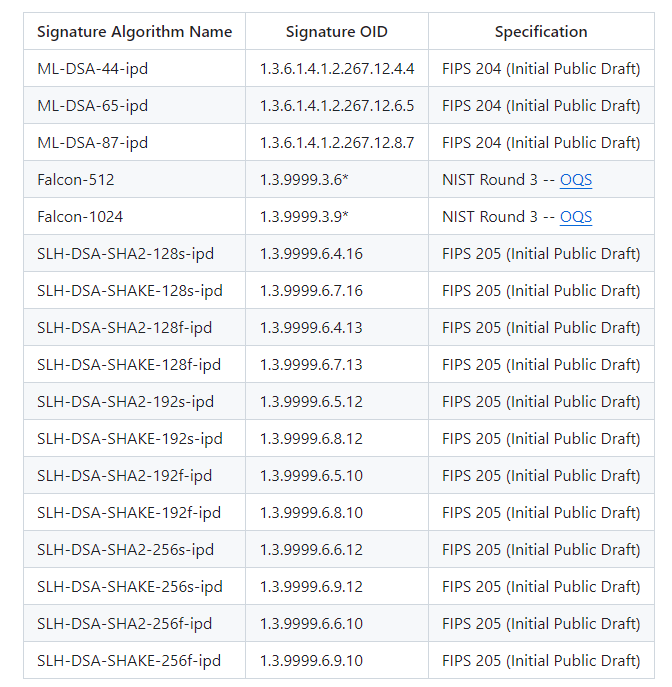 Signature Algorithm Name Signature OID Specification
ML-DSA-44-ipd 1.3.6.1.4.1.2.267.12.4.4 FIPS 204 (Initial Public Draft)
ML-DSA-65-ipd 1.3.6.1.4.1.2.267.12.6.5 FIPS 204 (Initial Public Draft)
ML-DSA-87-ipd 1.3.6.1.4.1.2.267.12.8.7 FIPS 204 (Initial Public Draft)
Falcon-512 1.3.9999.3.6* NIST Round 3 -- OQS
Falcon-1024 1.3.9999.3.9* NIST Round 3 -- OQS
SLH-DSA-SHA2-128s-ipd 1.3.9999.6.4.16 FIPS 205 (Initial Public Draft)
SLH-DSA-SHAKE-128s-ipd 1.3.9999.6.7.16 FIPS 205 (Initial Public Draft)
SLH-DSA-SHA2-128f-ipd 1.3.9999.6.4.13 FIPS 205 (Initial Public Draft)
SLH-DSA-SHAKE-128f-ipd 1.3.9999.6.7.13 FIPS 205 (Initial Public Draft)
SLH-DSA-SHA2-192s-ipd 1.3.9999.6.5.12 FIPS 205 (Initial Public Draft)
SLH-DSA-SHAKE-192s-ipd 1.3.9999.6.8.12 FIPS 205 (Initial Public Draft)
SLH-DSA-SHA2-192f-ipd 1.3.9999.6.5.10 FIPS 205 (Initial Public Draft)
SLH-DSA-SHAKE-192f-ipd 1.3.9999.6.8.10 FIPS 205 (Initial Public Draft)
SLH-DSA-SHA2-256s-ipd 1.3.9999.6.6.12 FIPS 205 (Initial Public Draft)
SLH-DSA-SHAKE-256s-ipd 1.3.9999.6.9.12 FIPS 205 (Initial Public Draft)
SLH-DSA-SHA2-256f-ipd 1.3.9999.6.6.10 FIPS 205 (Initial Public Draft)
SLH-DSA-SHAKE-256f-ipd 1.3.9999.6.9.10 FIPS 205 (Initial Public Draft)